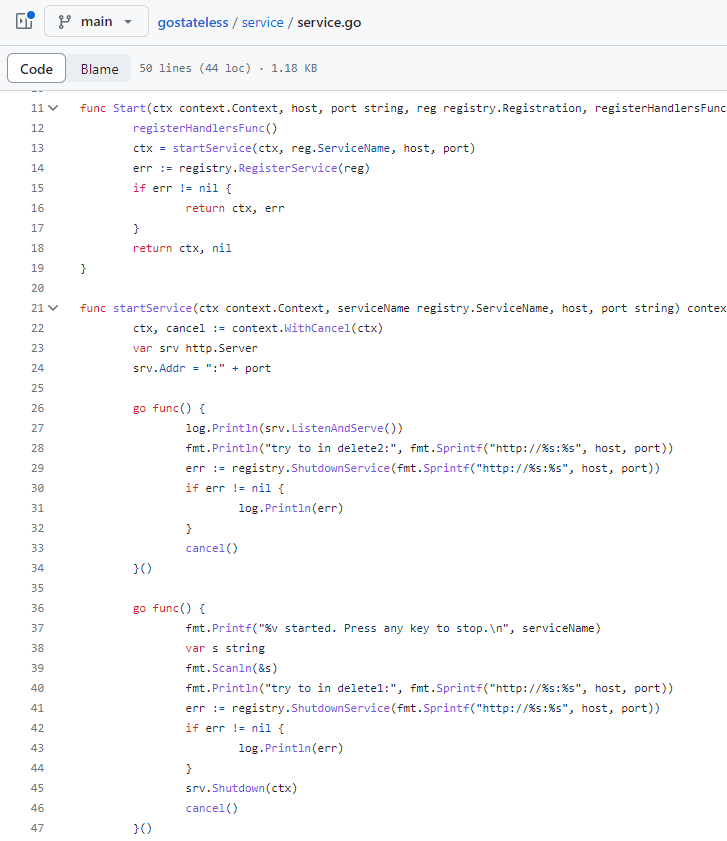 main
gostateless / service / service.go
Code Blame 50 lines (44 loc) · 1.18 KB
11 func Start(ctx context.Context, host, port string, reg registry.Registration, registerHandlersFunc
12 registerHandlersFunc()
13 ctx = startService(ctx, reg.ServiceName, host, port)
14 err := registry.RegisterService(reg)
15 if err != nil {
16 return ctx, err
17 }
18 return ctx, nil
19 }
20
21 func startService(ctx context.Context, serviceName registry.ServiceName, host, port string) contex
22 ctx, cancel := context.WithCancel(ctx)
23 var srv http.Server
24 srv.Addr = ":" + port
25
26 go func() {
27 log.Println(srv.ListenAndServe())
28 fmt.Println("try to in delete2:", fmt.Sprintf("http://%s:%s", host, port))
29 err := registry.ShutdownService(fmt.Sprintf("http://%s:%s", host, port))
30 if err != nil {
31 log.Println(err)
32 }
33 cancel()
34 }()
35
36 go func() {
37 fmt.Printf("%v started. Press any key to stop.\n", serviceName)
38 var s string
39 fmt.Scanln(&s)
40 fmt.Println("try to in delete1:", fmt.Sprintf("http://%s:%s", host, port))
41 err := registry.ShutdownService(fmt.Sprintf("http://%s:%s", host, port))
42 if err != nil {
43 log.Println(err)
44 }
45 srv.Shutdown(ctx)
46 cancel()
47 }()